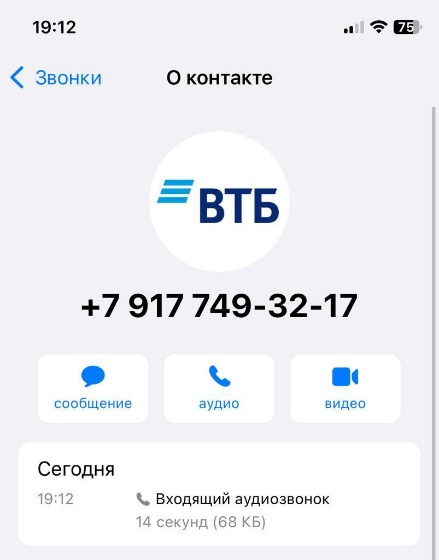 19:12
75
Звонки
О контакте
ВТБ
+7 917 749-32-17
сообщение
аудио
видео
Сегодня
19:12 Входящий аудиозвонок
14 секунд (68 КБ)